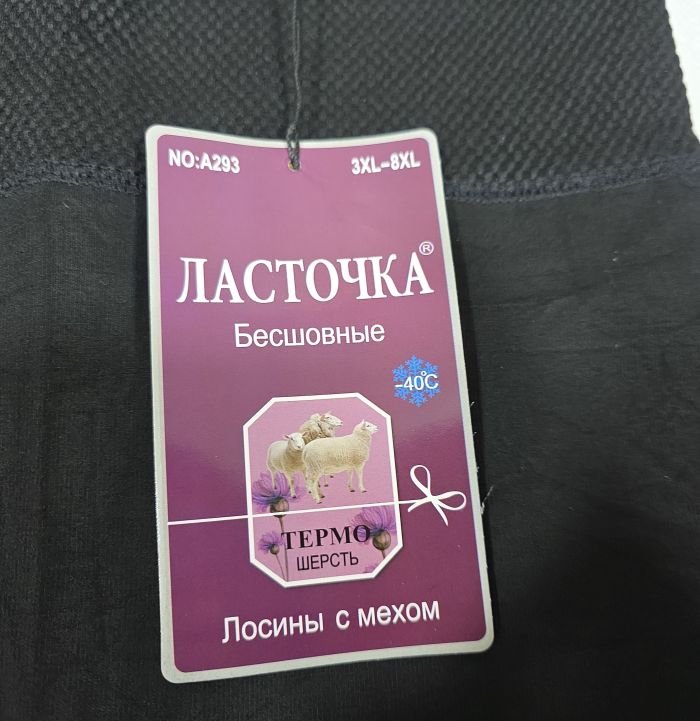 NO:A293 3XL-8XL
ЛАСТОЧКА®
Бесшовные
-40°C
ТЕРМО
ШЕРСТЬ
Лосины с мехом